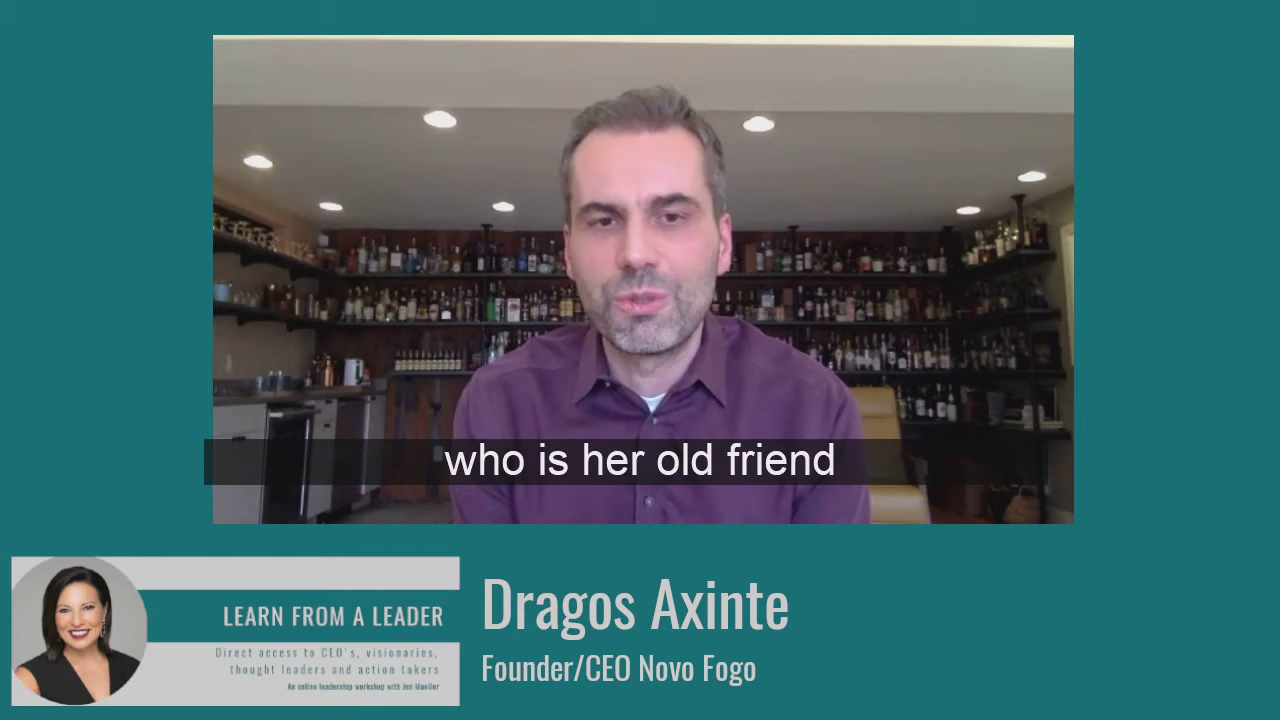 who is her old friend
LEARN FROM A LEADER
Direct access to CEO's, visionaries,
thought leaders and action takers
An online leadership workshop with Jen Mueller
Dragos Axinte
Founder/CEO Novo Fogo